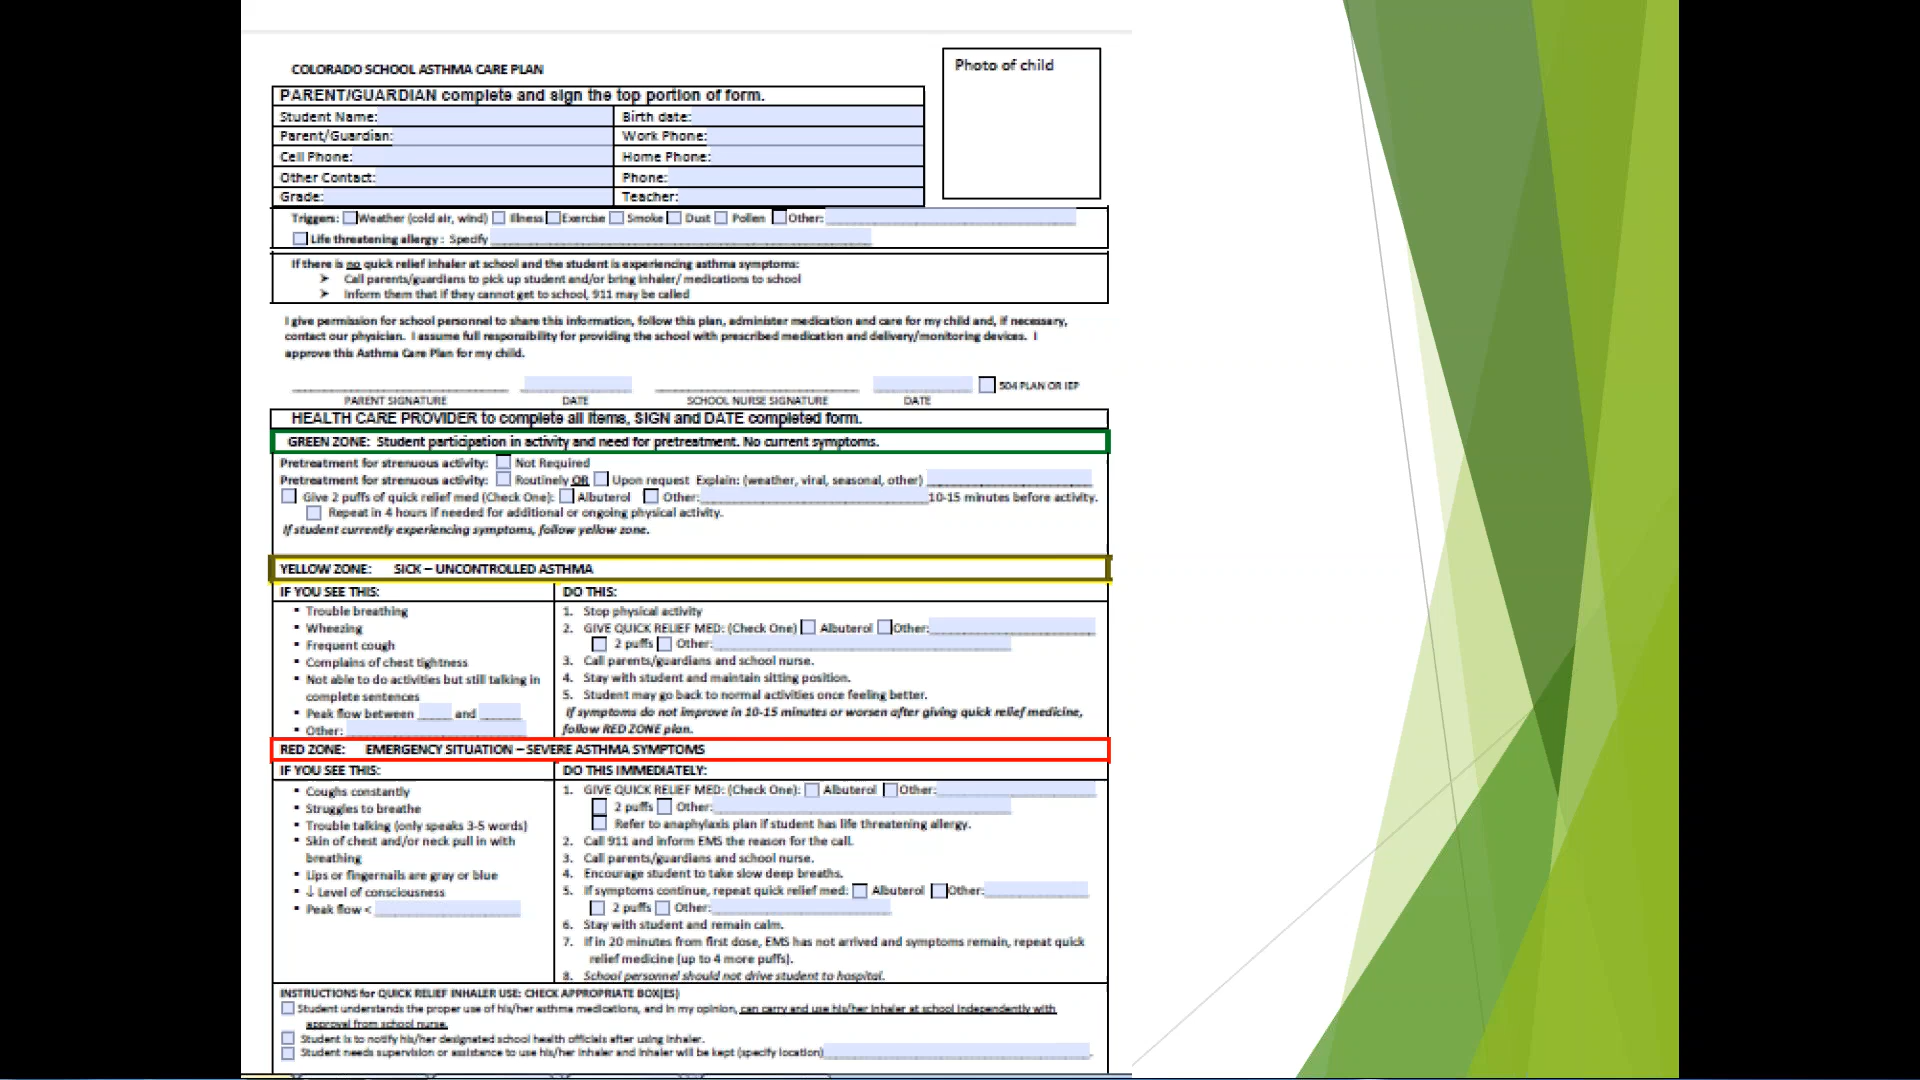 COLORADO SCHOOL ASTHMA CARE PLAN
Photo of child
PARENT/GUARDIAN complete and sign the top portion of form.
Student Name: Birth date:
Parent/Guardian: Work Phone:
Cell Phone: Home Phone:
Other Contact: Phone:
Grade: Teacher:
Triggers: Weather (cold air, wind) Illness Exercise Smoke Dust Pollen Other:
Life threatening allergy : Specify
If there is no quick relief inhaler at school and the student is experiencing asthma symptoms:
➤ Call parents/guardians to pick up student and/or bring inhaler/ medications to school
➤ Inform them that if they cannot get to school, 911 may be called
I give permission for school personnel to share this information, follow this plan, administer medication and care for my child and, if necessary,
contact our physician. I assume full responsibility for providing the school with prescribed medication and delivery/monitoring devices. I
approve this Asthma Care Plan for my child.
504 PLAN OR IEP
PARENT SIGNATURE DATE SCHOOL NURSE SIGNATURE DATE
HEALTH CARE PROVIDER to complete all items, SIGN and DATE completed form.
GREEN ZONE: Student participation in activity and need for pretreatment. No current symptoms.
Pretreatment for strenuous activity: Not Required
Pretreatment for strenuous activity: Routinely OR Upon request Explain: (weather, viral, seasonal, other)
Give 2 puffs of quick relief med (Check One): Albuterol Other: 10-15 minutes before activity.
Repeat in 4 hours if needed for additional or ongoing physical activity.
If student currently experiencing symptoms, follow yellow zone.
YELLOW ZONE: SICK – UNCONTROLLED ASTHMA
IF YOU SEE THIS:
▪ Trouble breathing
▪ Wheezing
▪ Frequent cough
▪ Complains of chest tightness
▪ Not able to do activities but still talking in
complete sentences
▪ Peak flow between and
▪ Other:
DO THIS:
1. Stop physical activity
2. GIVE QUICK RELIEF MED: (Check One) Albuterol Other:
2 puffs Other:
3. Call parents/guardians and school nurse.
4. Stay with student and maintain sitting position.
5. Student may go back to normal activities once feeling better.
If symptoms do not improve in 10-15 minutes or worsen after giving quick relief medicine,
follow RED ZONE plan.
RED ZONE: EMERGENCY SITUATION – SEVERE ASTHMA SYMPTOMS
IF YOU SEE THIS:
▪ Coughs constantly
▪ Struggles to breathe
▪ Trouble talking (only speaks 3-5 words)
▪ Skin of chest and/or neck pull in with
breathing
▪ Lips or fingernails are gray or blue
▪ ↓ Level of consciousness
▪ Peak flow <
DO THIS IMMEDIATELY:
1. GIVE QUICK RELIEF MED: (Check One): Albuterol Other:
2 puffs Other:
Refer to anaphylaxis plan if student has life threatening allergy.
2. Call 911 and inform EMS the reason for the call.
3. Call parents/guardians and school nurse.
4. Encourage student to take slow deep breaths.
5. If symptoms continue, repeat quick relief med: Albuterol Other:
2 puffs Other:
6. Stay with student and remain calm.
7. If in 20 minutes from first dose, EMS has not arrived and symptoms remain, repeat quick
relief medicine (up to 4 more puffs).
8. School personnel should not drive student to hospital.
INSTRUCTIONS for QUICK RELIEF INHALER USE: CHECK APPROPRIATE BOX(ES)
Student understands the proper use of his/her asthma medications, and in my opinion, can carry and use his/her inhaler at school independently with
approval from school nurse.
Student is to notify his/her designated school health officials after using inhaler.
Student needs supervision or assistance to use his/her inhaler and inhaler will be kept (specify location)